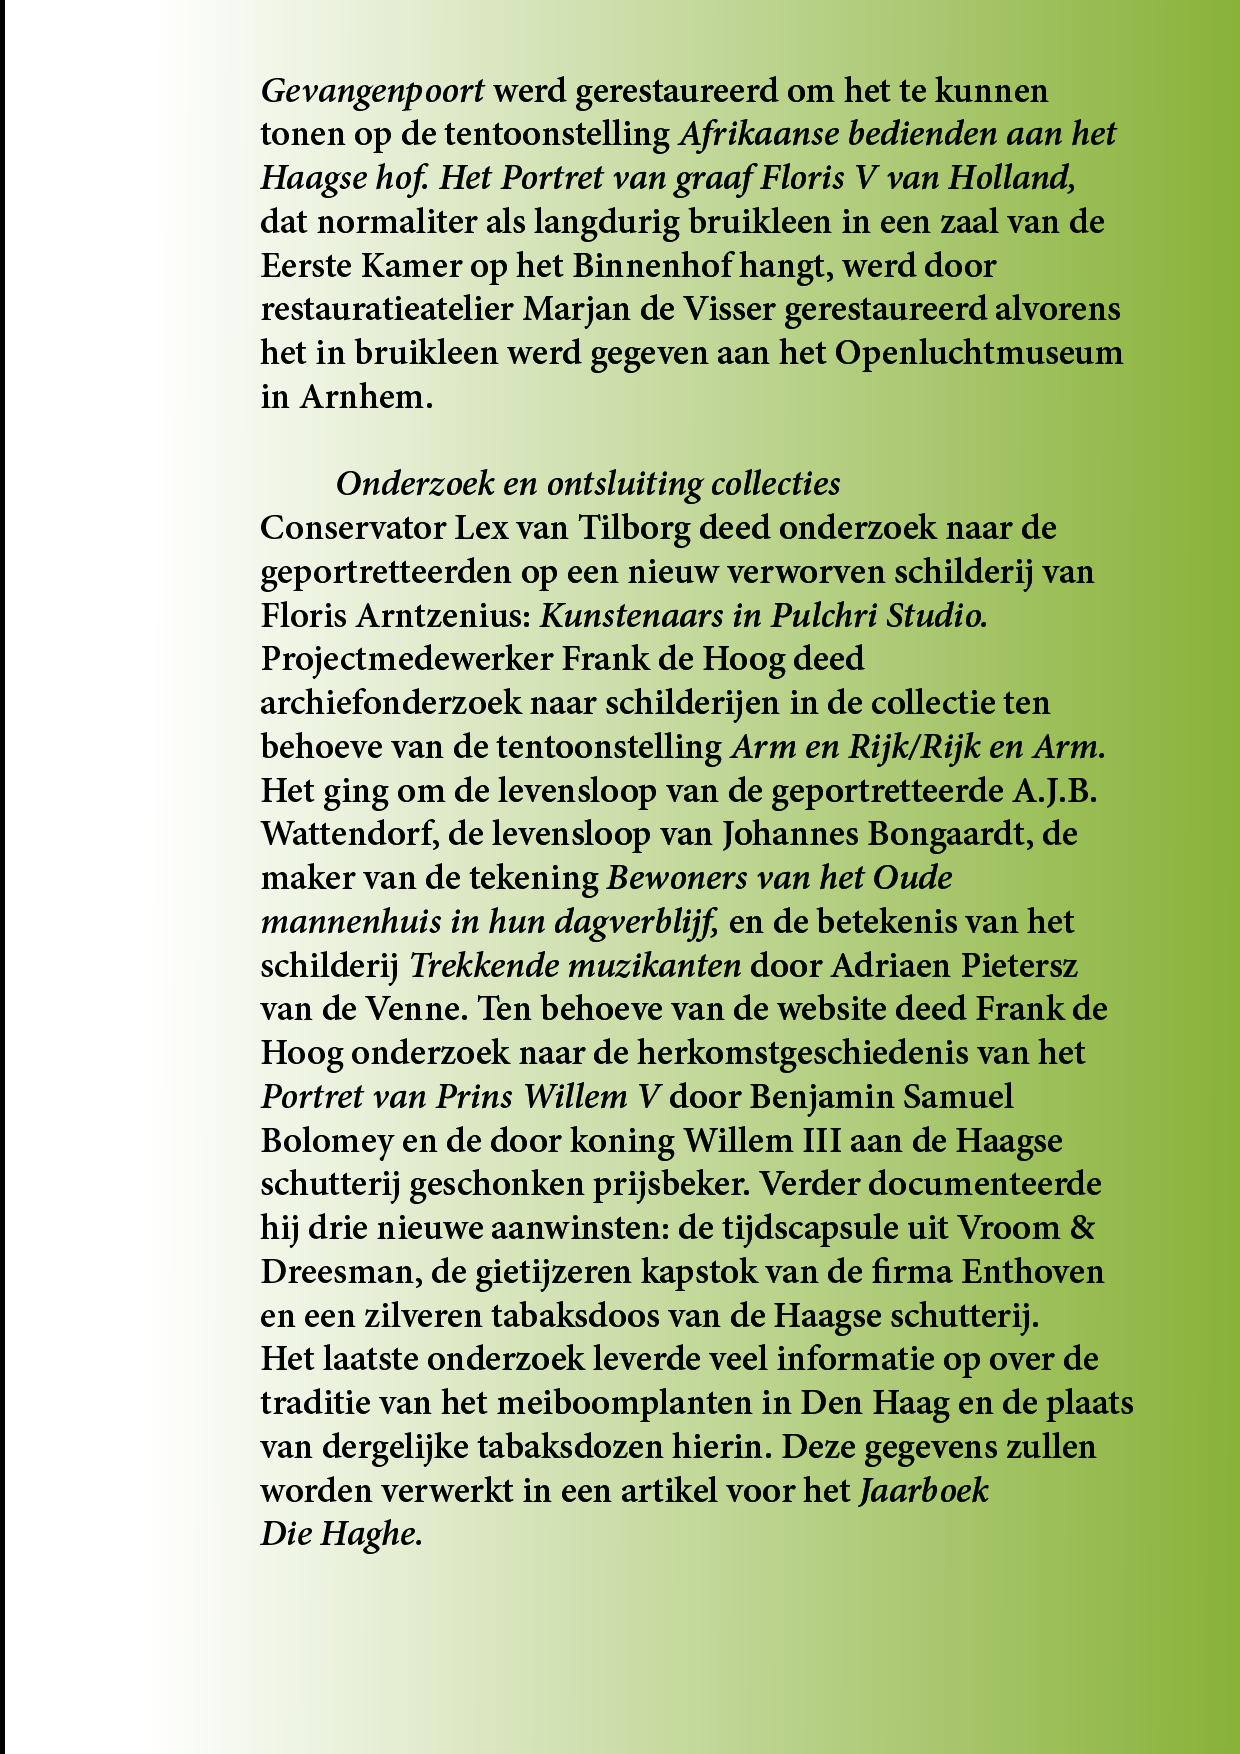 Gevangenpoort werd gerestaureerd om het te kunnen
tonen op de tentoonstelling Afrikaanse bedienden aan het
Haagse hof. Het Portret van graaf Floris V van Holland,
dat normaliter als langdurig bruikleen in een zaal van de
Eerste Kamer op het Binnenhof hangt, werd door
restauratieatelier Marjan de Visser gerestaureerd alvorens
het in bruikleen werd gegeven aan het Openluchtmuseum
in Arnhem.
Onderzoek en ontsluiting collecties
Conservator Lex van Tilborg deed onderzoek naar de
geportretteerden op een nieuw verworven schilderij van
Floris Arntzenius: Kunstenaars in Pulchri Studio.
Projectmedewerker Frank de Hoog deed
archiefonderzoek naar schilderijen in de collectie ten
behoeve van de tentoonstelling Arm en Rijk/Rijk en Arm.
Het ging om de levensloop van de geportretteerde A.J.B.
Wattendorf, de levensloop van Johannes Bongaardt, de
maker van de tekening Bewoners van het Oude
mannenhuis in hun dagverblijf, en de betekenis van het
schilderij Trekkende muzikanten door Adriaen Pietersz
van de Venne. Ten behoeve van de website deed Frank de
Hoog onderzoek naar de herkomstgeschiedenis van het
Portret van Prins Willem V door Benjamin Samuel
Bolomey en de door koning Willem III aan de Haagse
schutterij geschonken prijsbeker. Verder documenteerde
hij drie nieuwe aanwinsten: de tijdscapsule uit Vroom &
Dreesman, de gietijzeren kapstok van de firma Enthoven
en een zilveren tabaksdoos van de Haagse schutterij.
Het laatste onderzoek leverde veel informatie op over de
traditie van het meiboomplanten in Den Haag en de plaats
van dergelijke tabaksdozen hierin. Deze gegevens zullen
worden verwerkt in een artikel voor het Jaarboek
Die Haghe.